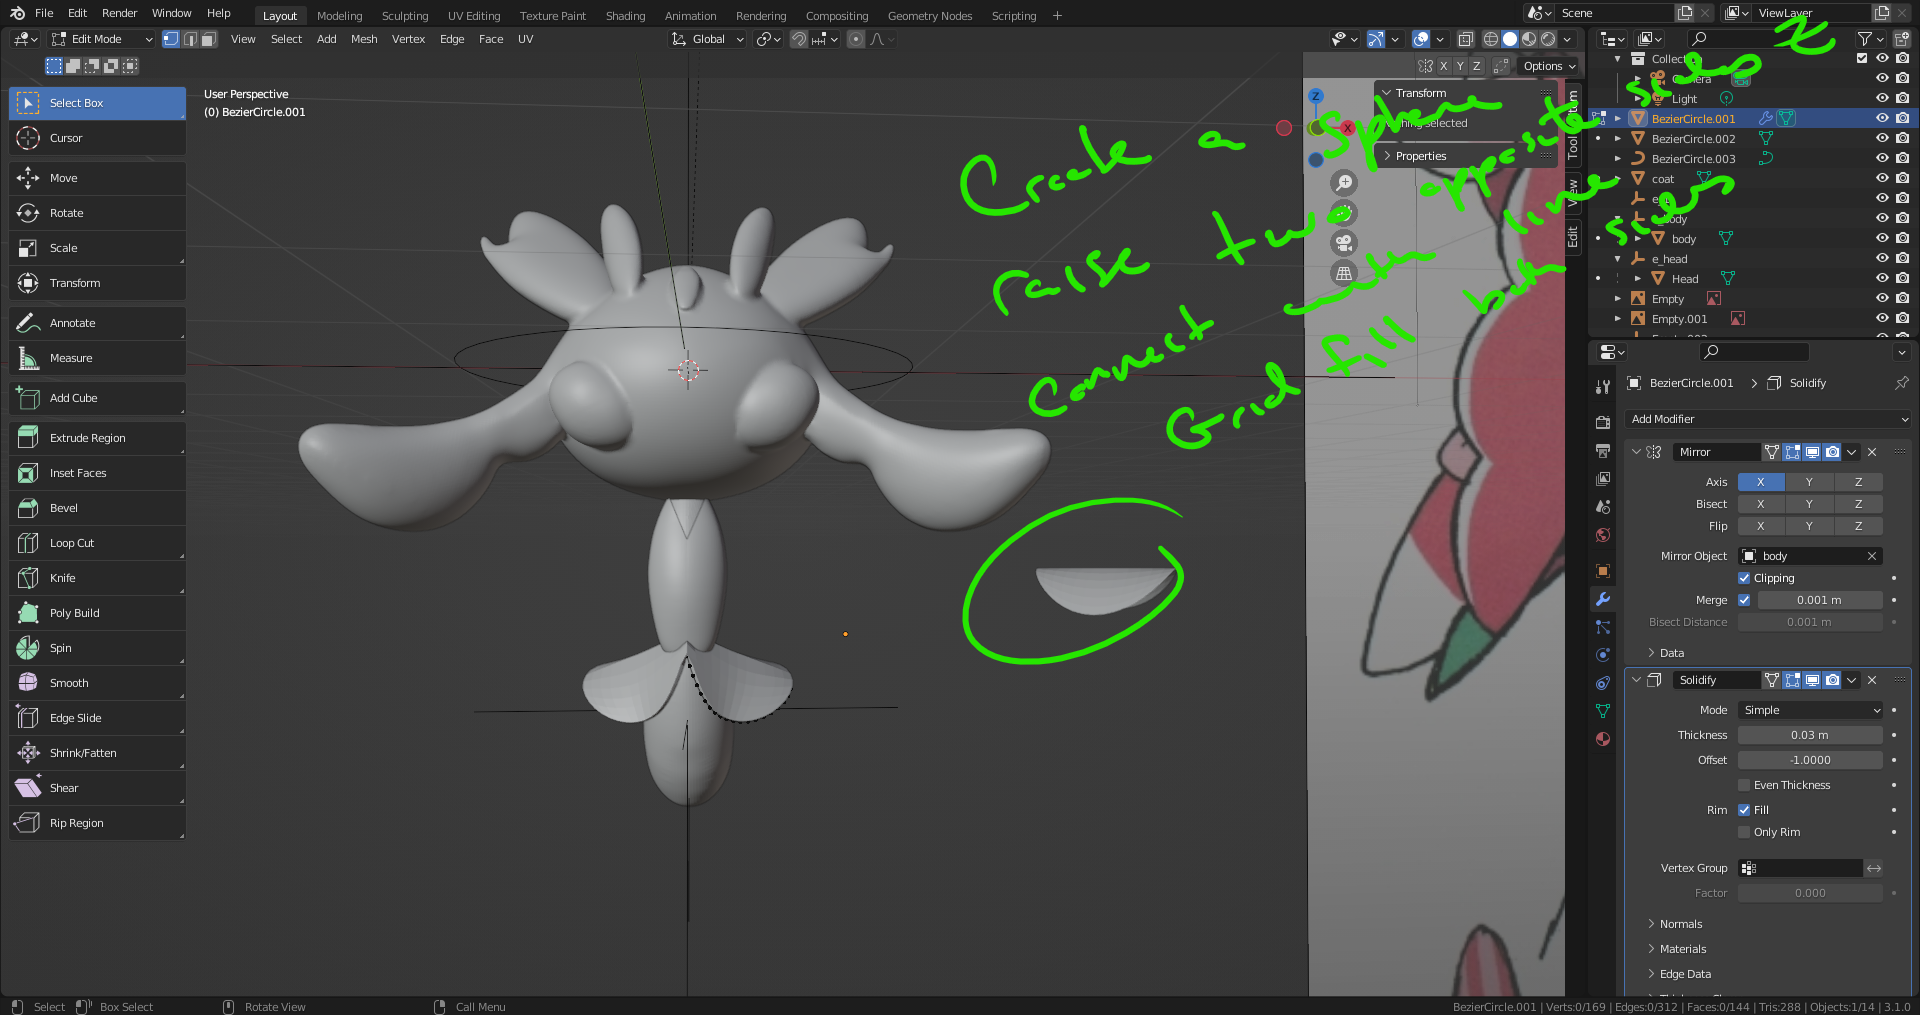 File Edit Render Window Help Layout Modeling Sculpting UV Editing Texture Paint Shading Animation Rendering Compositing Geometry Nodes Scripting + Scene ViewLayer
Edit Mode View Select Add Mesh Vertex Edge Face UV Global
X Y Z Options
User Perspective
(0) BezierCircle.001
Select Box
Cursor
Move
Rotate
Scale
Transform
Annotate
Measure
Add Cube
Extrude Region
Inset Faces
Bevel
Loop Cut
Knife
Poly Build
Spin
Smooth
Edge Slide
Shrink/Fatten
Shear
Rip Region
Create a sphere
raise two opposite sides
Connect line
Grid fill both sides
Z
X
Transform
selected
Properties
Tool
View
Edit
Light
BezierCircle.001
BezierCircle.002
BezierCircle.003
coat
body
e_head
Head
Empty
Empty.001
BezierCircle.001 > Solidify
Add Modifier
Mirror
Axis X Y Z
Bisect X Y Z
Flip X Y Z
Mirror Object body
Clipping
Merge 0.001 m
Bisect Distance 0.001 m
Data
Solidify
Mode Simple
Thickness 0.03 m
Offset -1.0000
Even Thickness
Rim Fill
Only Rim
Vertex Group
Factor 0.000
Normals
Materials
Edge Data
Select Box Select Rotate View Call Menu
BezierCircle.001 | Verts:0/169 | Edges:0/312 | Faces:0/144 | Tris:288 | Objects:1/14 | 3.1.0